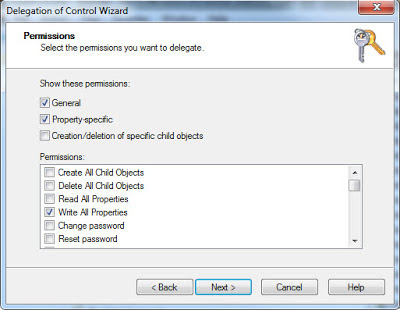 Delegation of Control Wizard
Permissions
Select the permissions you want to delegate.
Show these permissions:
General
Property-specific
Creation/deletion of specific child objects
Permissions:
Create All Child Objects
Delete All Child Objects
Read All Properties
Write All Properties
Change password
Reset password
< Back Next > Cancel Help